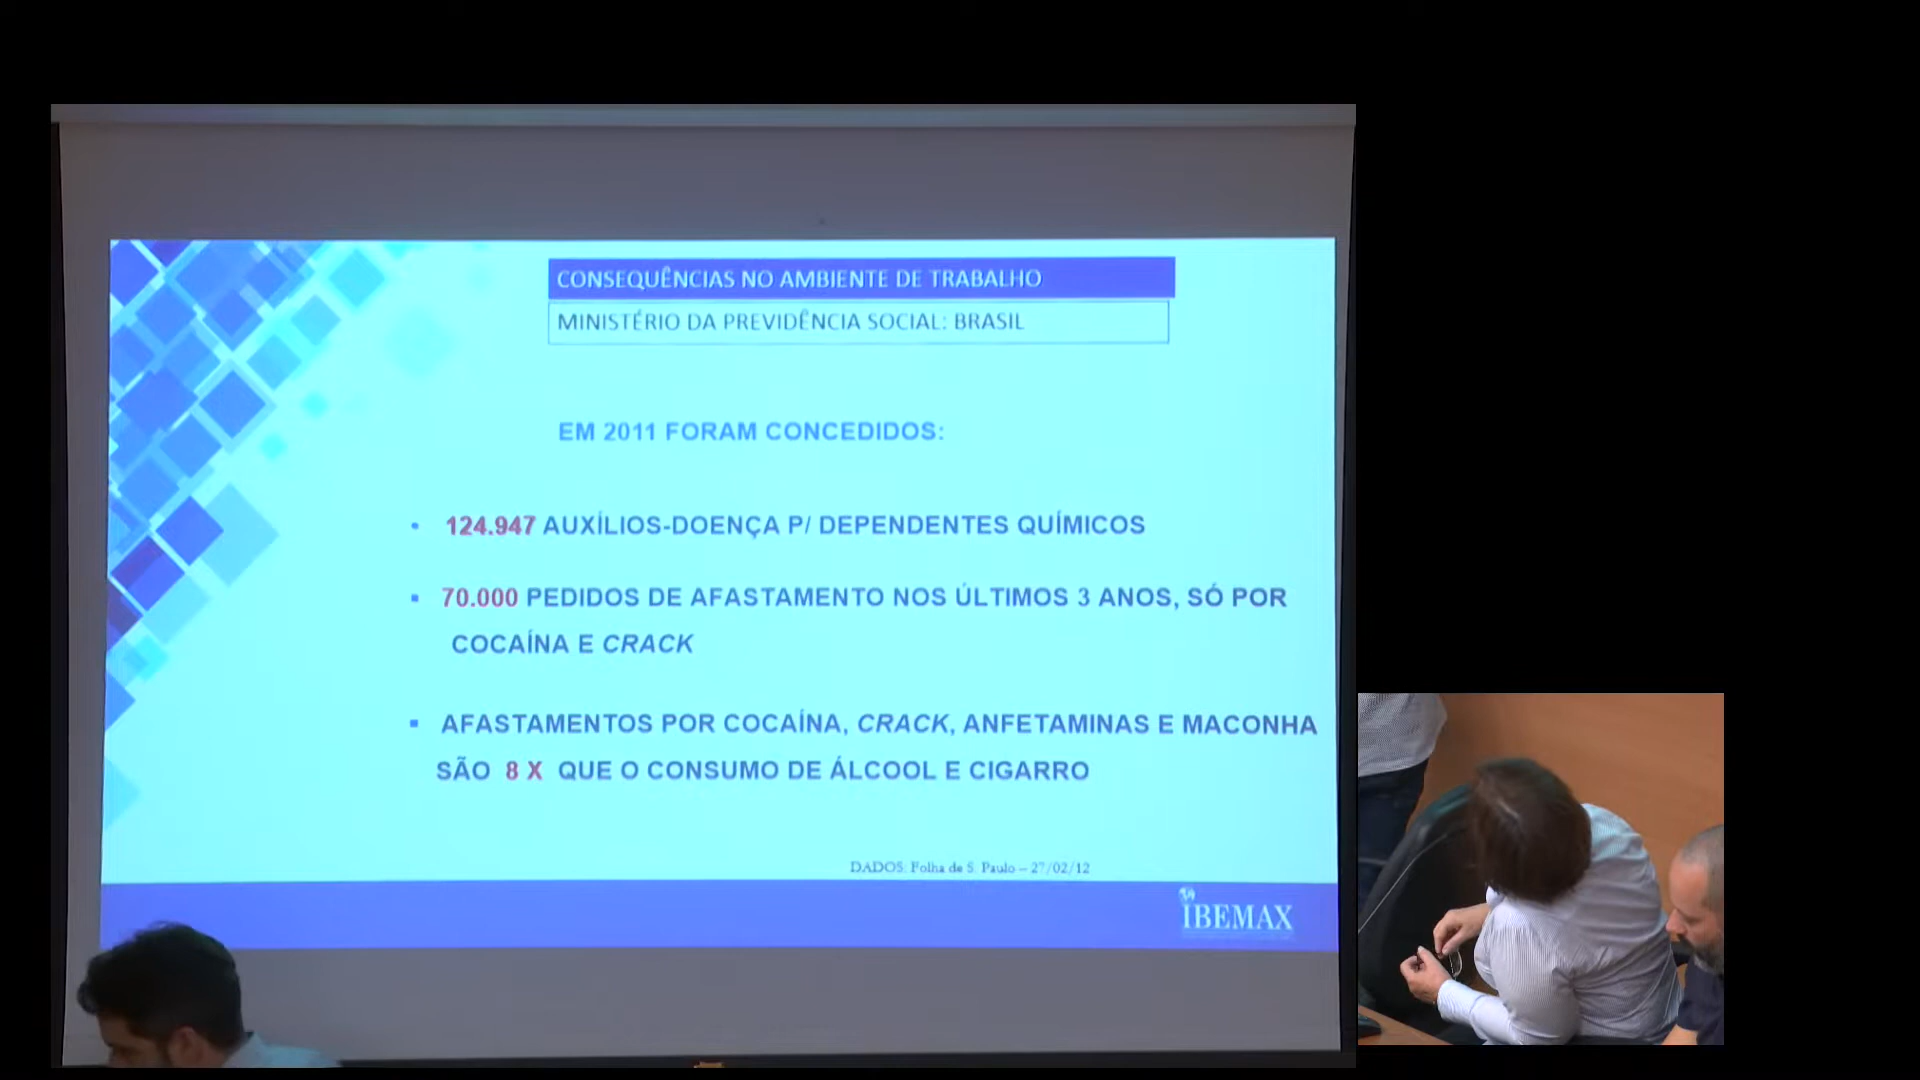 CONSEQUÊNCIAS NO AMBIENTE DE TRABALHO
MINISTÉRIO DA PREVIDÊNCIA SOCIAL: BRASIL
EM 2011 FORAM CONCEDIDOS:
• 124.947 AUXÍLIOS-DOENÇA P/ DEPENDENTES QUÍMICOS
▪ 70.000 PEDIDOS DE AFASTAMENTO NOS ÚLTIMOS 3 ANOS, SÓ POR
COCAÍNA E CRACK
▪ AFASTAMENTOS POR COCAÍNA, CRACK, ANFETAMINAS E MACONHA
SÃO 8 X QUE O CONSUMO DE ÁLCOOL E CIGARRO
DADOS: Folha de S. Paulo – 27/02/12
IBEMAX